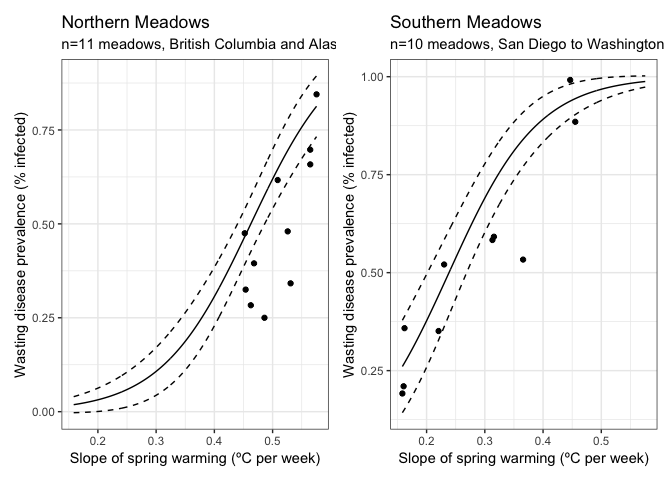 Northern Meadows
n=11 meadows, British Columbia and Alas
Wasting disease prevalence (% infected)
0.75
0.50
0.25
0.00
0.2 0.3 0.4 0.5
Slope of spring warming (ºC per week)
Southern Meadows
n=10 meadows, San Diego to Washington
Wasting disease prevalence (% infected)
1.00
0.75
0.50
0.25
0.2 0.3 0.4 0.5
Slope of spring warming (ºC per week)